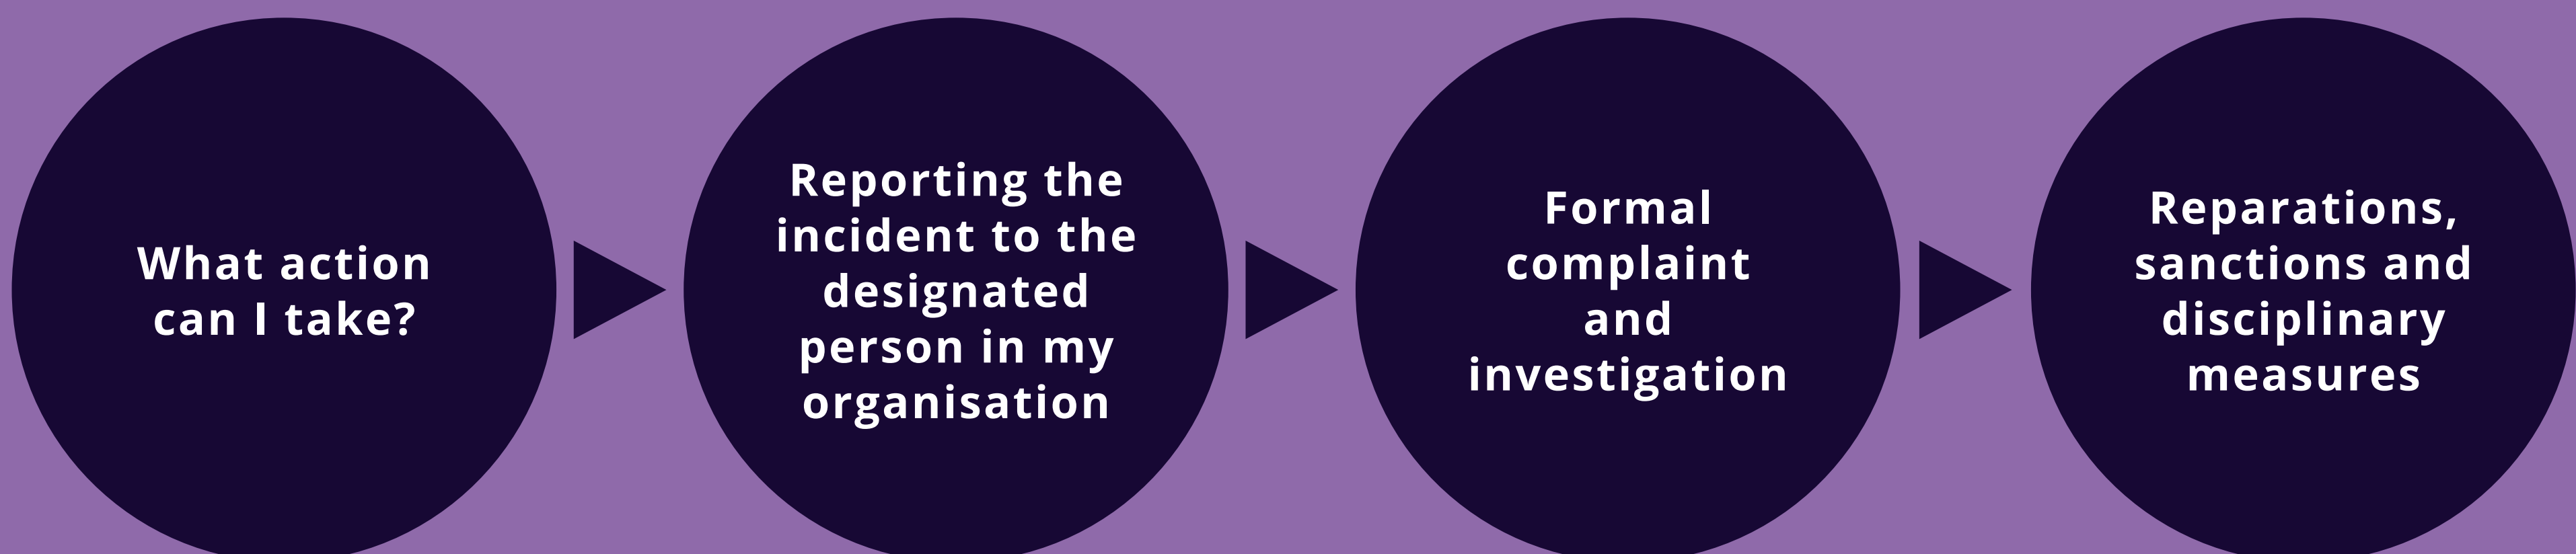 What action
can I take?
Reporting the
incident to the
designated
person in my
organisation
Formal
complaint
and
investigation
Reparations,
sanctions and
disciplinary
measures